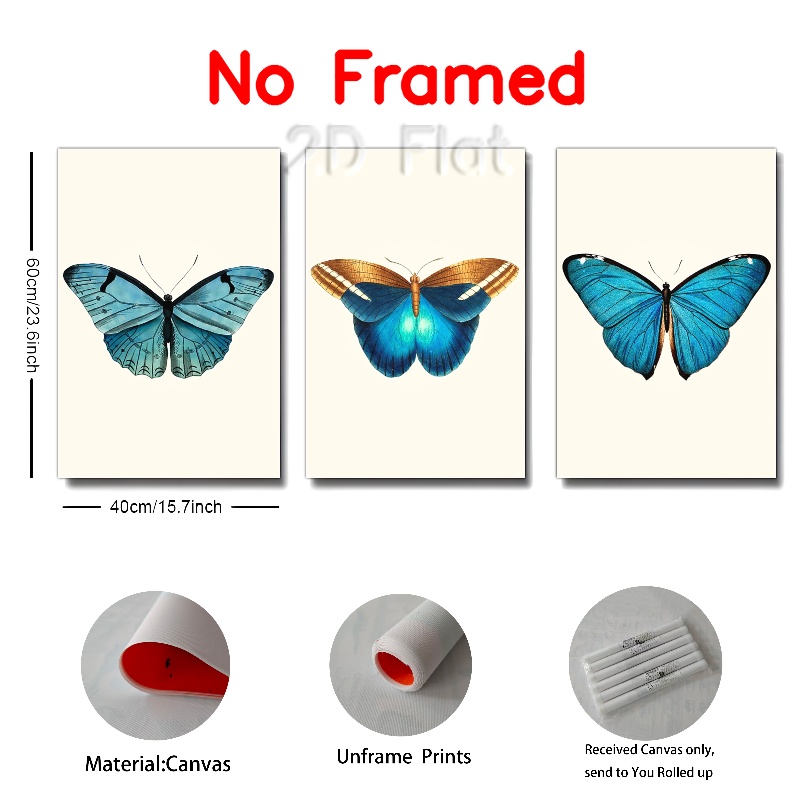 No Framed
2D Flat
60cm/23.6inch
40cm/15.7inch
Material:Canvas
Unframe Prints
Received Canvas only,
send to You Rolled up